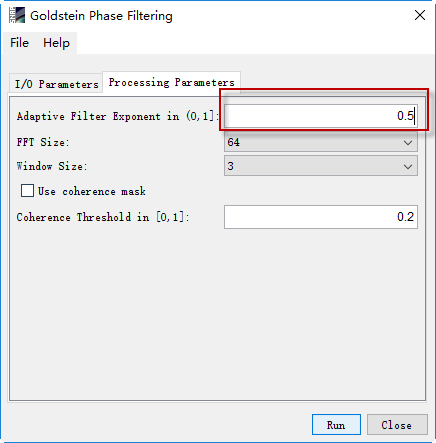 Goldstein Phase Filtering
File Help
I/O Parameters Processing Parameters
Adaptive Filter Exponent in (0,1]: 0.5
FFT Size: 64
Window Size: 3
Use coherence mask
Coherence Threshold in [0,1]: 0.2
Run Close